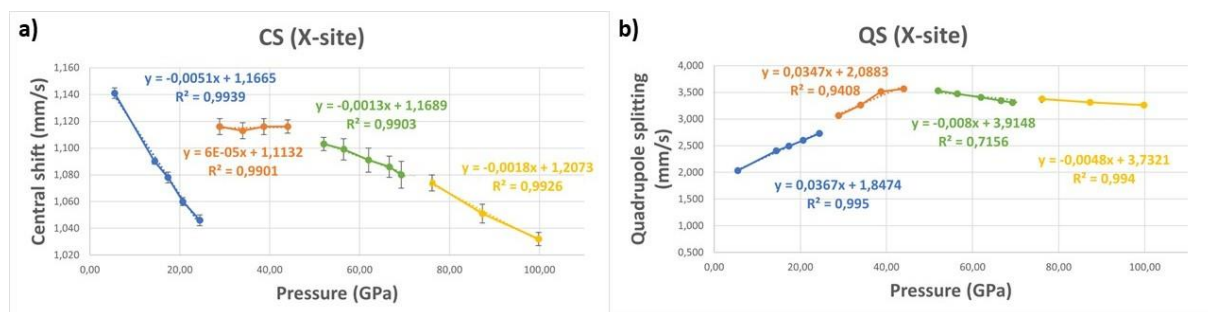 a)
CS (X-site)
Central shift (mm/s)
1,160
1,140
1,120
1,100
1,080
1,060
1,040
1,020
y = -0,0051x + 1,1665
R² = 0,9939
y = 6E-05x + 1,1132
R² = 0,9901
y = -0,0013x + 1,1689
R² = 0,9903
y = -0,0018x + 1,2073
R² = 0,9926
0,00 20,00 40,00 60,00 80,00 100,00
Pressure (GPa)
b)
QS (X-site)
Quadrupole splitting
(mm/s)
4,000
3,500
3,000
2,500
2,000
1,500
1,000
0,500
y = 0,0347x + 2,0883
R² = 0,9408
y = 0,0367x + 1,8474
R² = 0,995
y = -0,008x + 3,9148
R² = 0,7156
y = -0,0048x + 3,7321
R² = 0,994
0,00 20,00 40,00 60,00 80,00 100,00
Pressure (GPa)